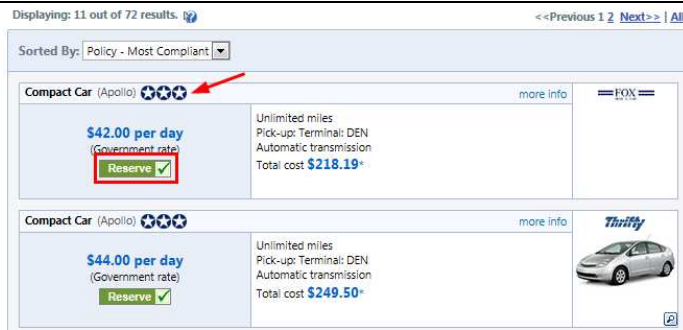 Displaying: 11 out of 72 results.
<<Previous 1 2 Next>> | All
Sorted By: Policy - Most Compliant
Compact Car (Apollo)
more info
FOX
$42.00 per day
(Government rate)
Reserve
Unlimited miles
Pick-up: Terminal: DEN
Automatic transmission
Total cost $218.19*
Compact Car (Apollo)
more info
Thrifty
$44.00 per day
(Government rate)
Reserve
Unlimited miles
Pick-up: Terminal: DEN
Automatic transmission
Total cost $249.50*